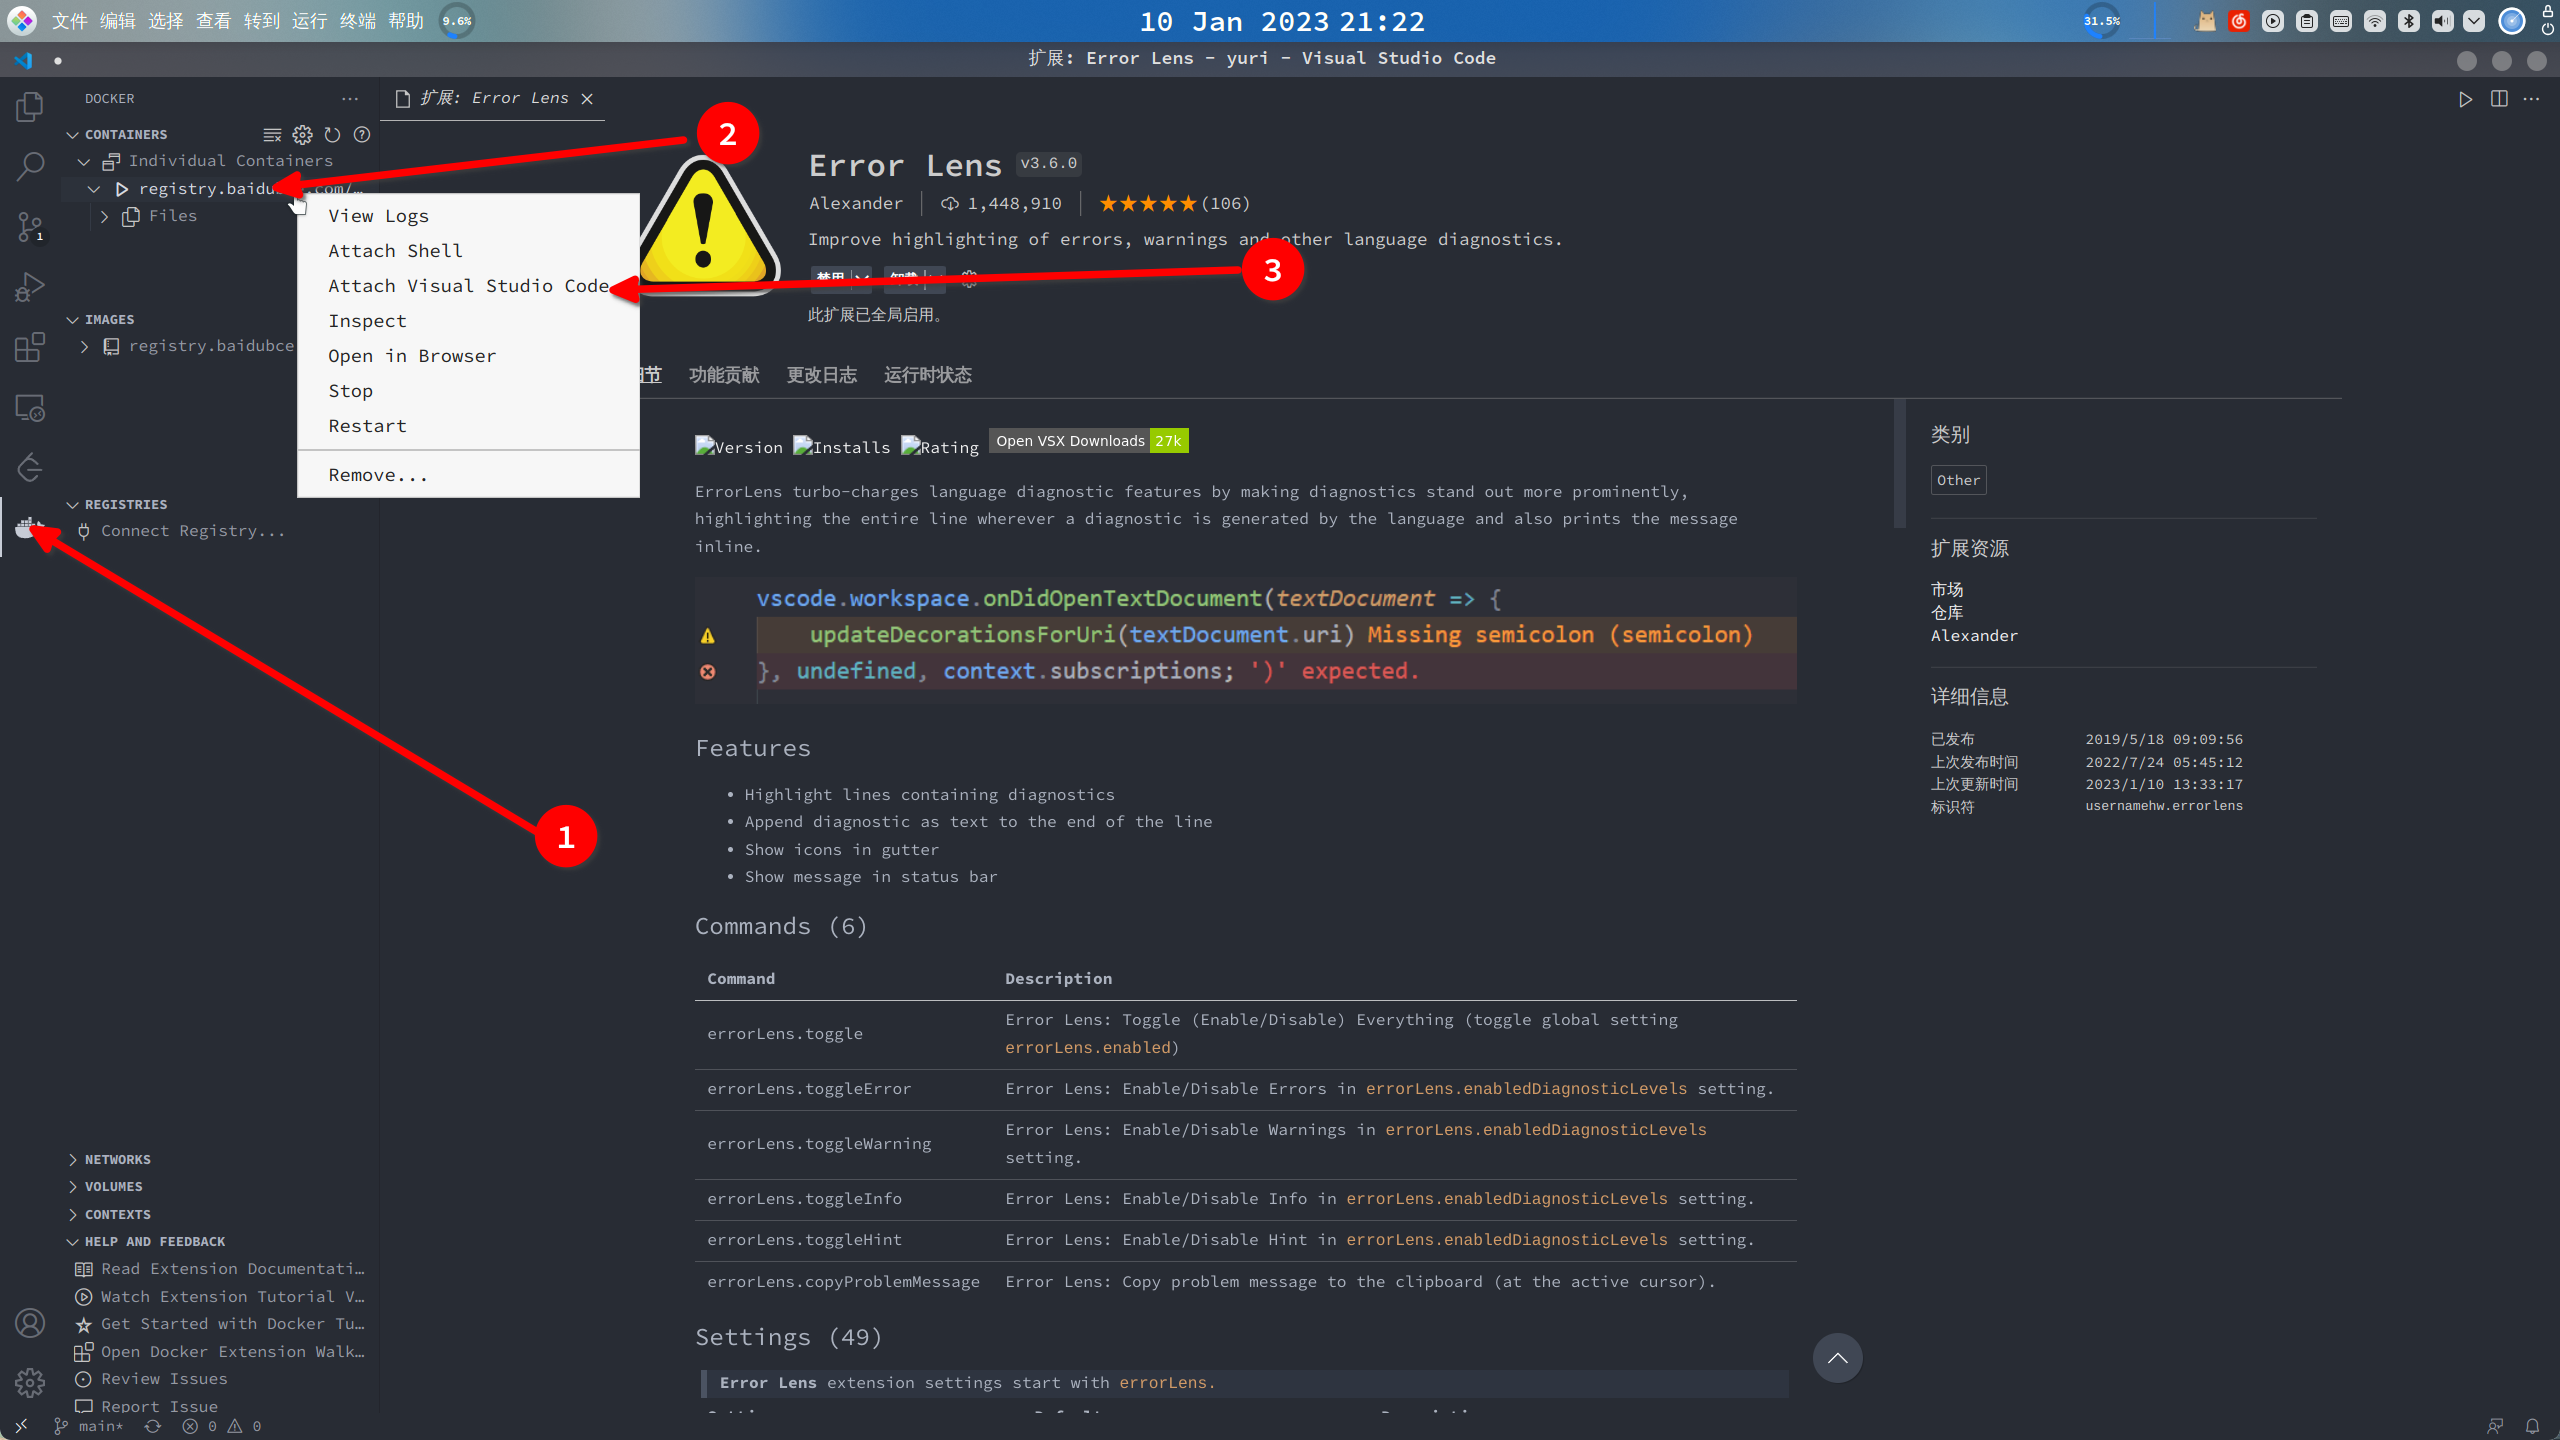 文件 编辑 选择 查看 转到 运行 终端 帮助 9.6%
10 Jan 2023 21:22
31.5%
扩展: Error Lens - yuri - Visual Studio Code
DOCKER
扩展: Error Lens
CONTAINERS
Individual Containers
registry.baidub .com/…
Files
1
View Logs
Attach Shell
Attach Visual Studio Code
Inspect
Open in Browser
Stop
Restart
Remove...
IMAGES
registry.baidubce
REGISTRIES
Connect Registry...
1
2
3
Error Lens v3.6.0
Alexander 1,448,910 (106)
Improve highlighting of errors, warnings and other language diagnostics.
禁用 卸载
此扩展已全局启用。
细节 功能贡献 更改日志 运行时状态
Version Installs Rating Open VSX Downloads 27k
ErrorLens turbo-charges language diagnostic features by making diagnostics stand out more prominently,
highlighting the entire line wherever a diagnostic is generated by the language and also prints the message
inline.
vscode.workspace.onDidOpenTextDocument(textDocument => {
updateDecorationsForUri(textDocument.uri) Missing semicolon (semicolon)
}, undefined, context.subscriptions; ')' expected.
Features
• Highlight lines containing diagnostics
• Append diagnostic as text to the end of the line
• Show icons in gutter
• Show message in status bar
Commands (6)
Command Description
errorLens.toggle Error Lens: Toggle (Enable/Disable) Everything (toggle global setting
errorLens.enabled)
errorLens.toggleError Error Lens: Enable/Disable Errors in errorLens.enabledDiagnosticLevels setting.
errorLens.toggleWarning Error Lens: Enable/Disable Warnings in errorLens.enabledDiagnosticLevels
setting.
errorLens.toggleInfo Error Lens: Enable/Disable Info in errorLens.enabledDiagnosticLevels setting.
errorLens.toggleHint Error Lens: Enable/Disable Hint in errorLens.enabledDiagnosticLevels setting.
errorLens.copyProblemMessage Error Lens: Copy problem message to the clipboard (at the active cursor).
Settings (49)
Error Lens extension settings start with errorLens.
类别
Other
扩展资源
市场
仓库
Alexander
详细信息
已发布 2019/5/18 09:09:56
上次发布时间 2022/7/24 05:45:12
上次更新时间 2023/1/10 13:33:17
标识符 usernamehw.errorlens
NETWORKS
VOLUMES
CONTEXTS
HELP AND FEEDBACK
Read Extension Documentati…
Watch Extension Tutorial V…
Get Started with Docker Tu…
Open Docker Extension Walk…
Review Issues
Report Issue
main* 0 0